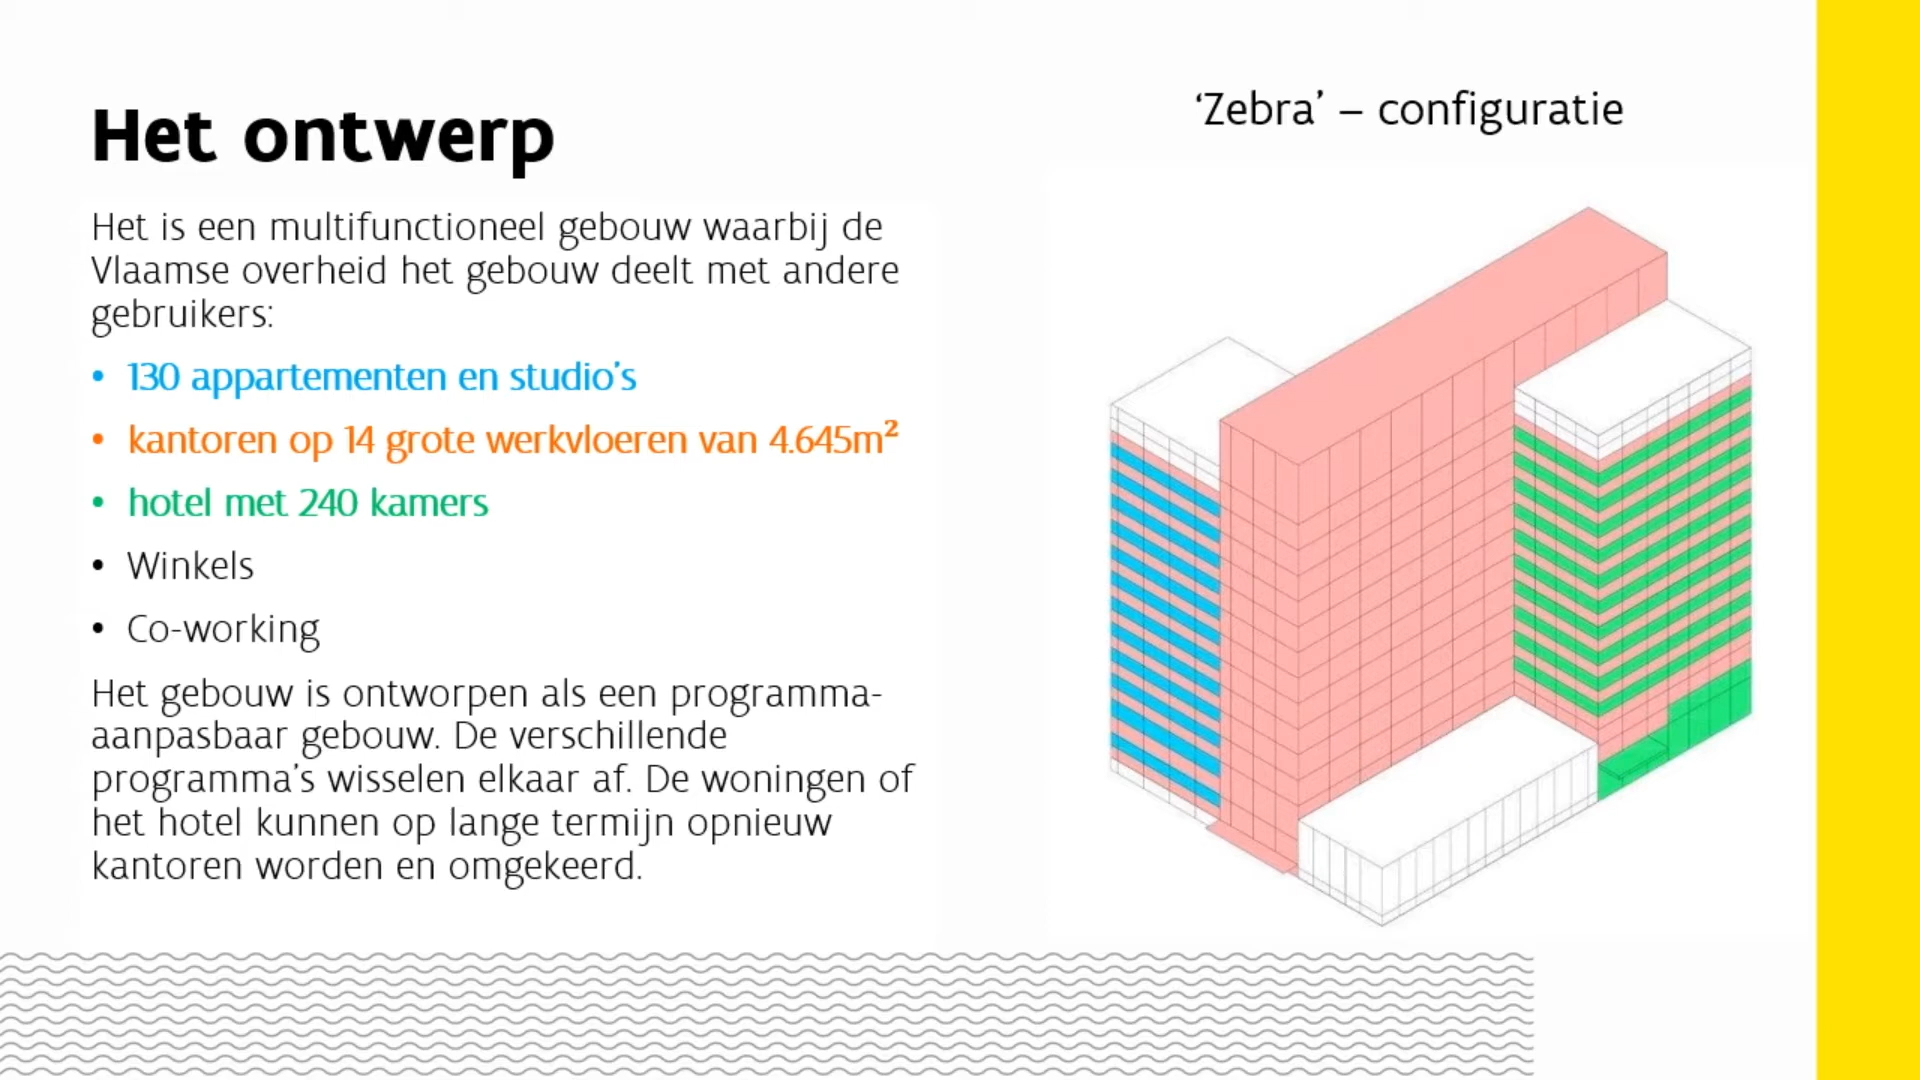 Het ontwerp
Het is een multifunctioneel gebouw waarbij de
Vlaamse overheid het gebouw deelt met andere
gebruikers:
• 130 appartementen en studio’s
• kantoren op 14 grote werkvloeren van 4.645m²
• hotel met 240 kamers
• Winkels
• Co-working
Het gebouw is ontworpen als een programma-
aanpasbaar gebouw. De verschillende
programma’s wisselen elkaar af. De woningen of
het hotel kunnen op lange termijn opnieuw
kantoren worden en omgekeerd.
‘Zebra’ – configuratie